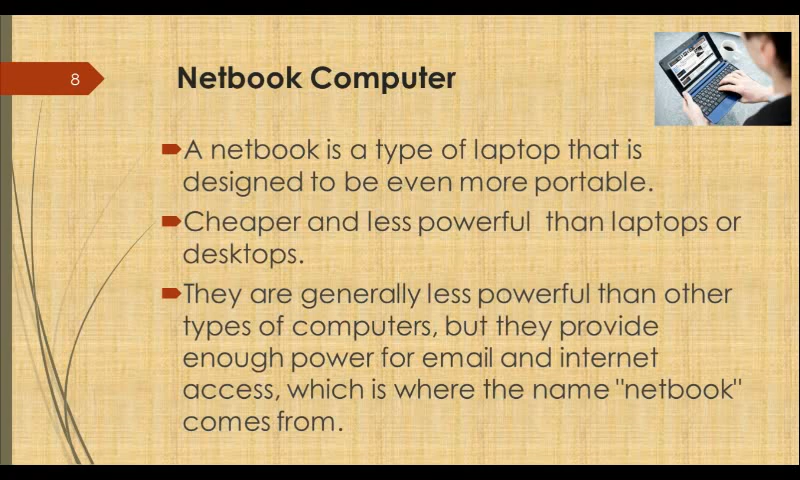 8
Netbook Computer
A netbook is a type of laptop that is
designed to be even more portable.
Cheaper and less powerful  than laptops or
desktops.
They are generally less powerful than other
types of computers, but they provide
enough power for email and internet
access, which is where the name "netbook"
comes from.